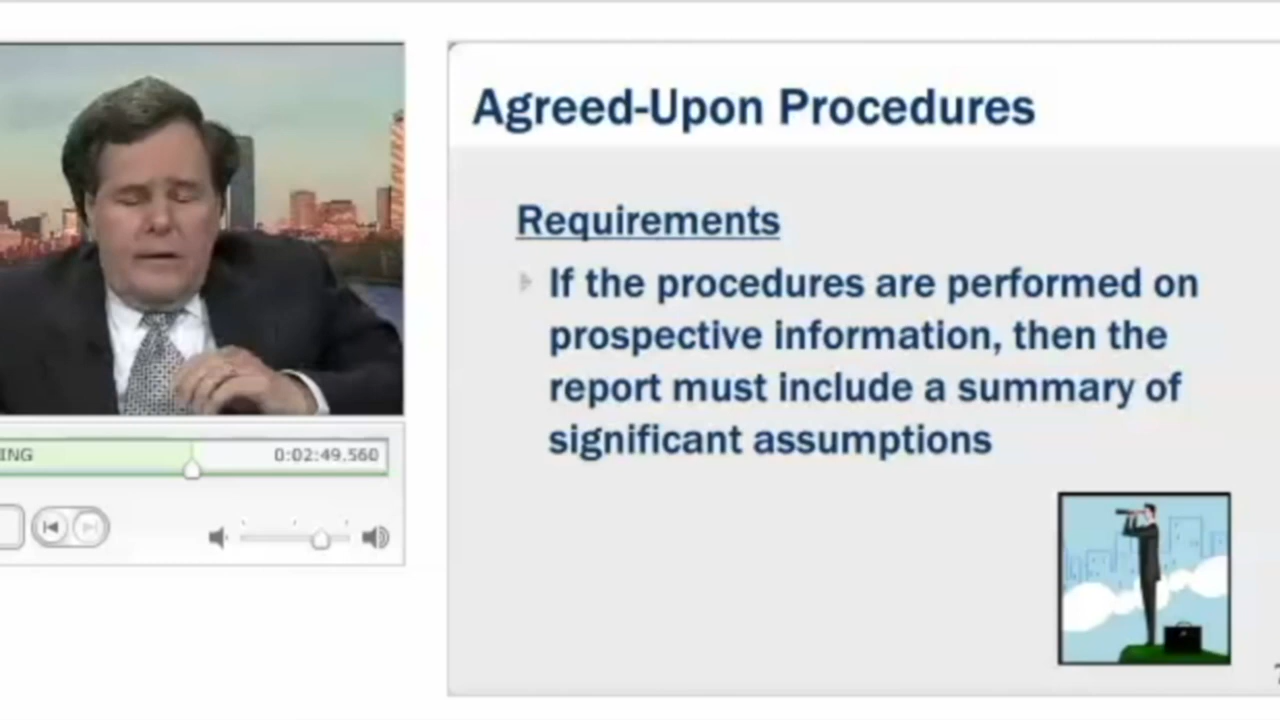 Agreed-Upon Procedures
Requirements
If the procedures are performed on
prospective information, then the
report must include a summary of
significant assumptions
ING
0:02:49.560